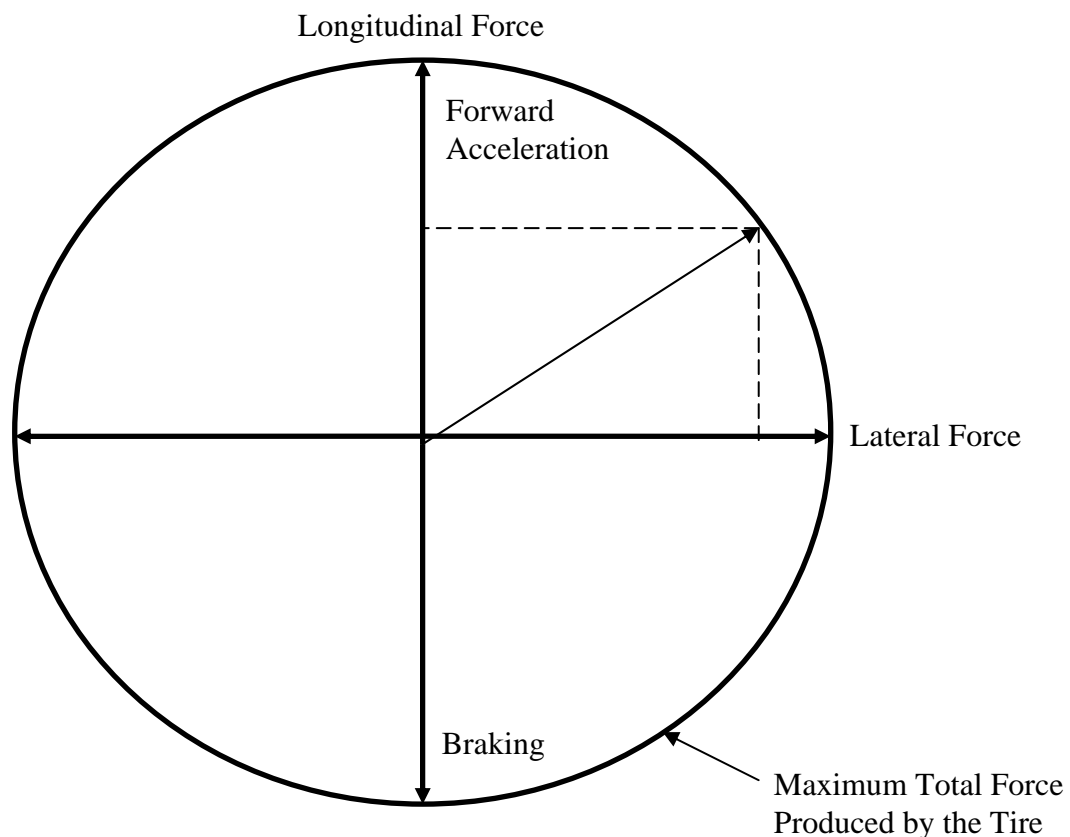 Longitudinal Force
Forward
Acceleration
Lateral Force
Braking
Maximum Total Force
Produced by the Tire